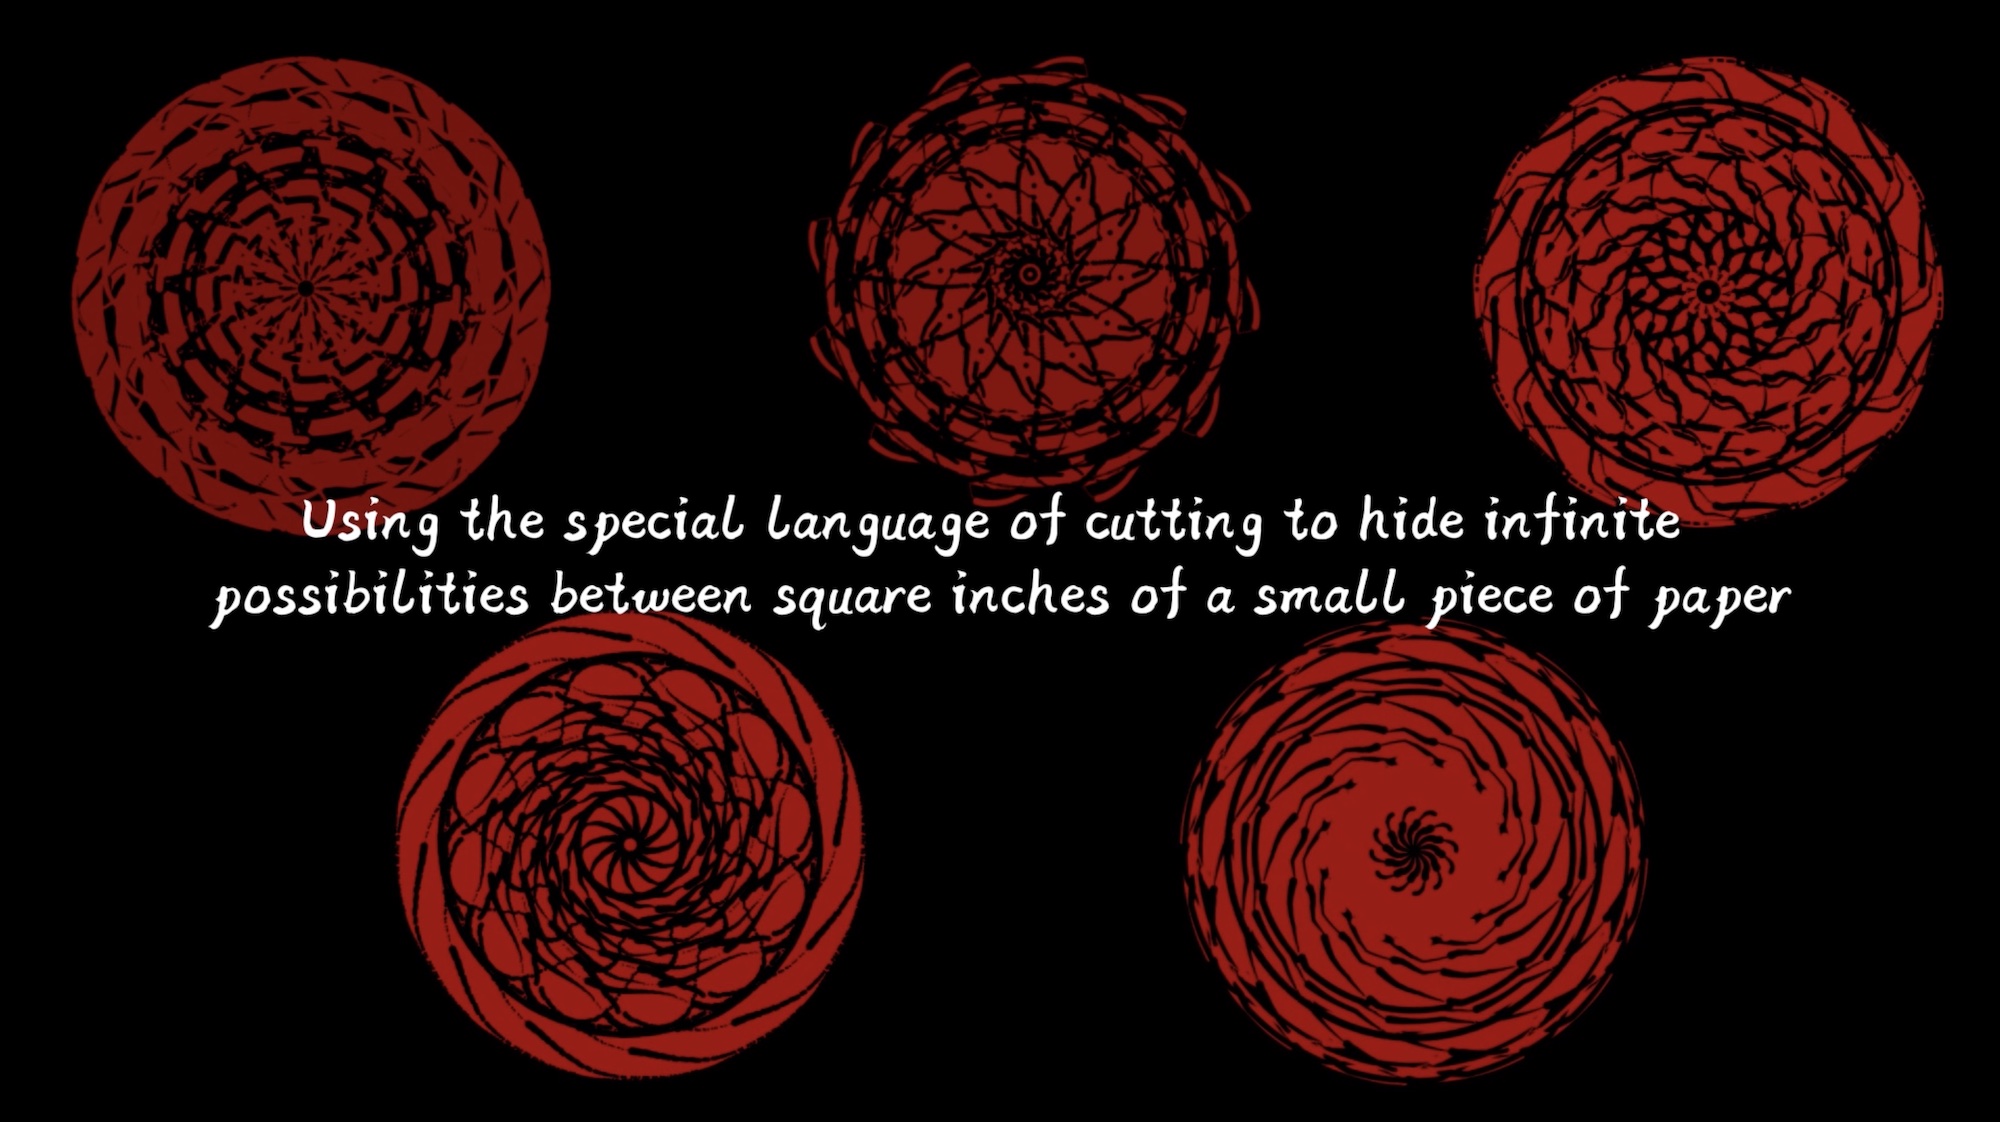 Using the special language of cutting to hide infinite
possibilities between square inches of a small piece of paper